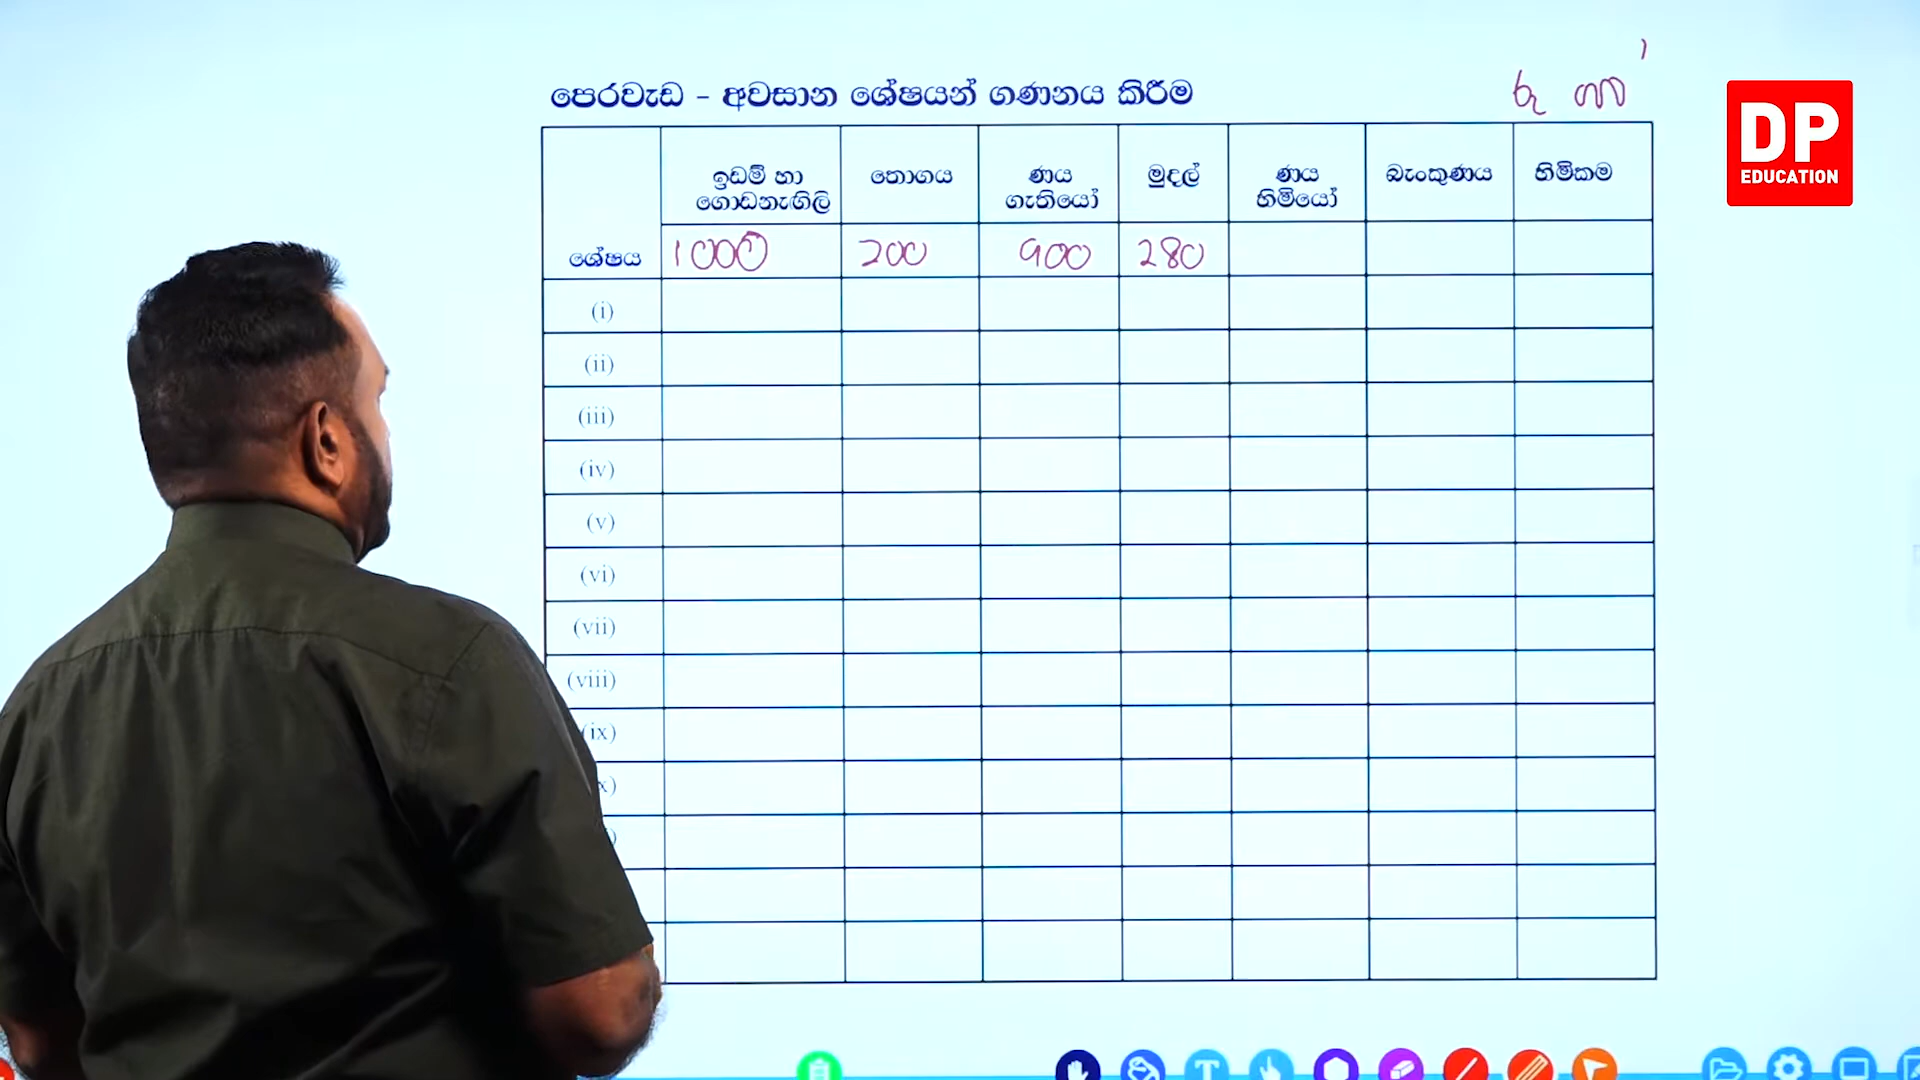 පෙරවැඩ - අවසාන ශේෂයන් ගණනය කිරීම
රු
DP
EDUCATION
ඉඩම් හා ගොඩනැඟිලි තොගය ණය ගැතියෝ මුදල් ණය හිමියෝ බැංකුණය හිමිකම
ශේෂය 1000 200 900 280
(i)
(ii)
(iii)
(iv)
(v)
(vi)
(vii)
(viii)
(ix)